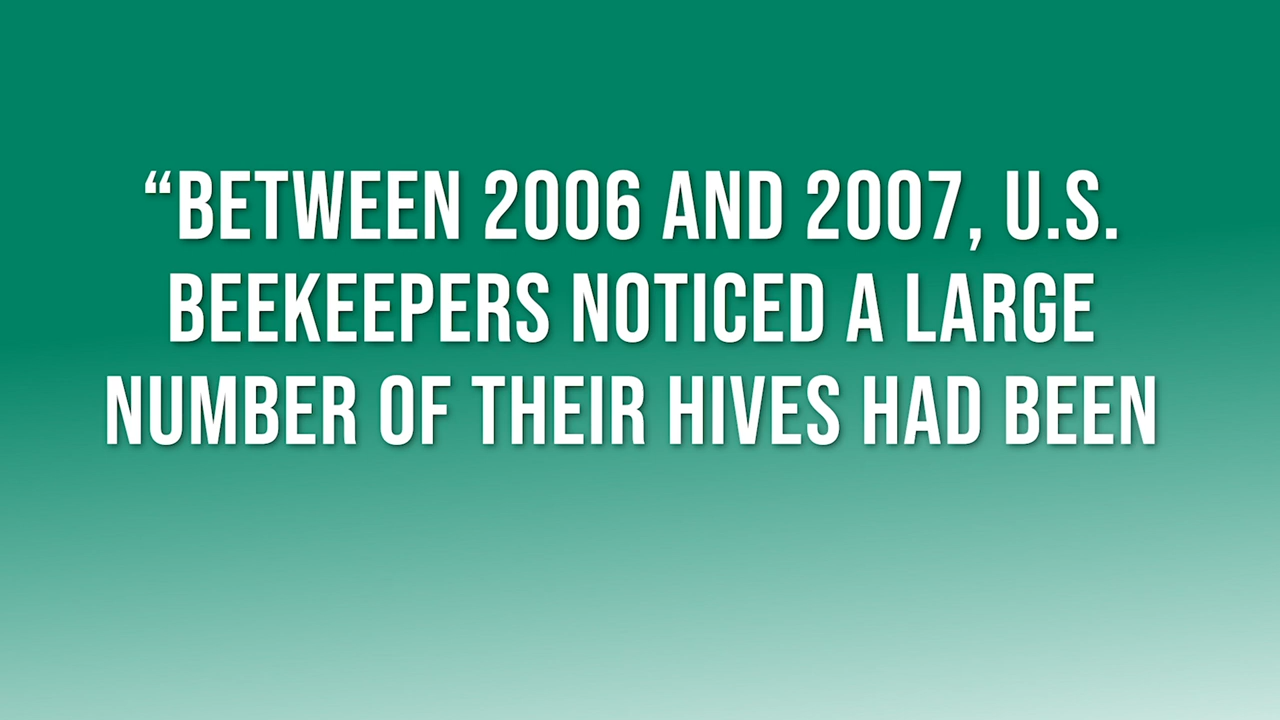 “BETWEEN 2006 AND 2007, U.S.
BEEKEEPERS NOTICED A LARGE
NUMBER OF THEIR HIVES HAD BEEN